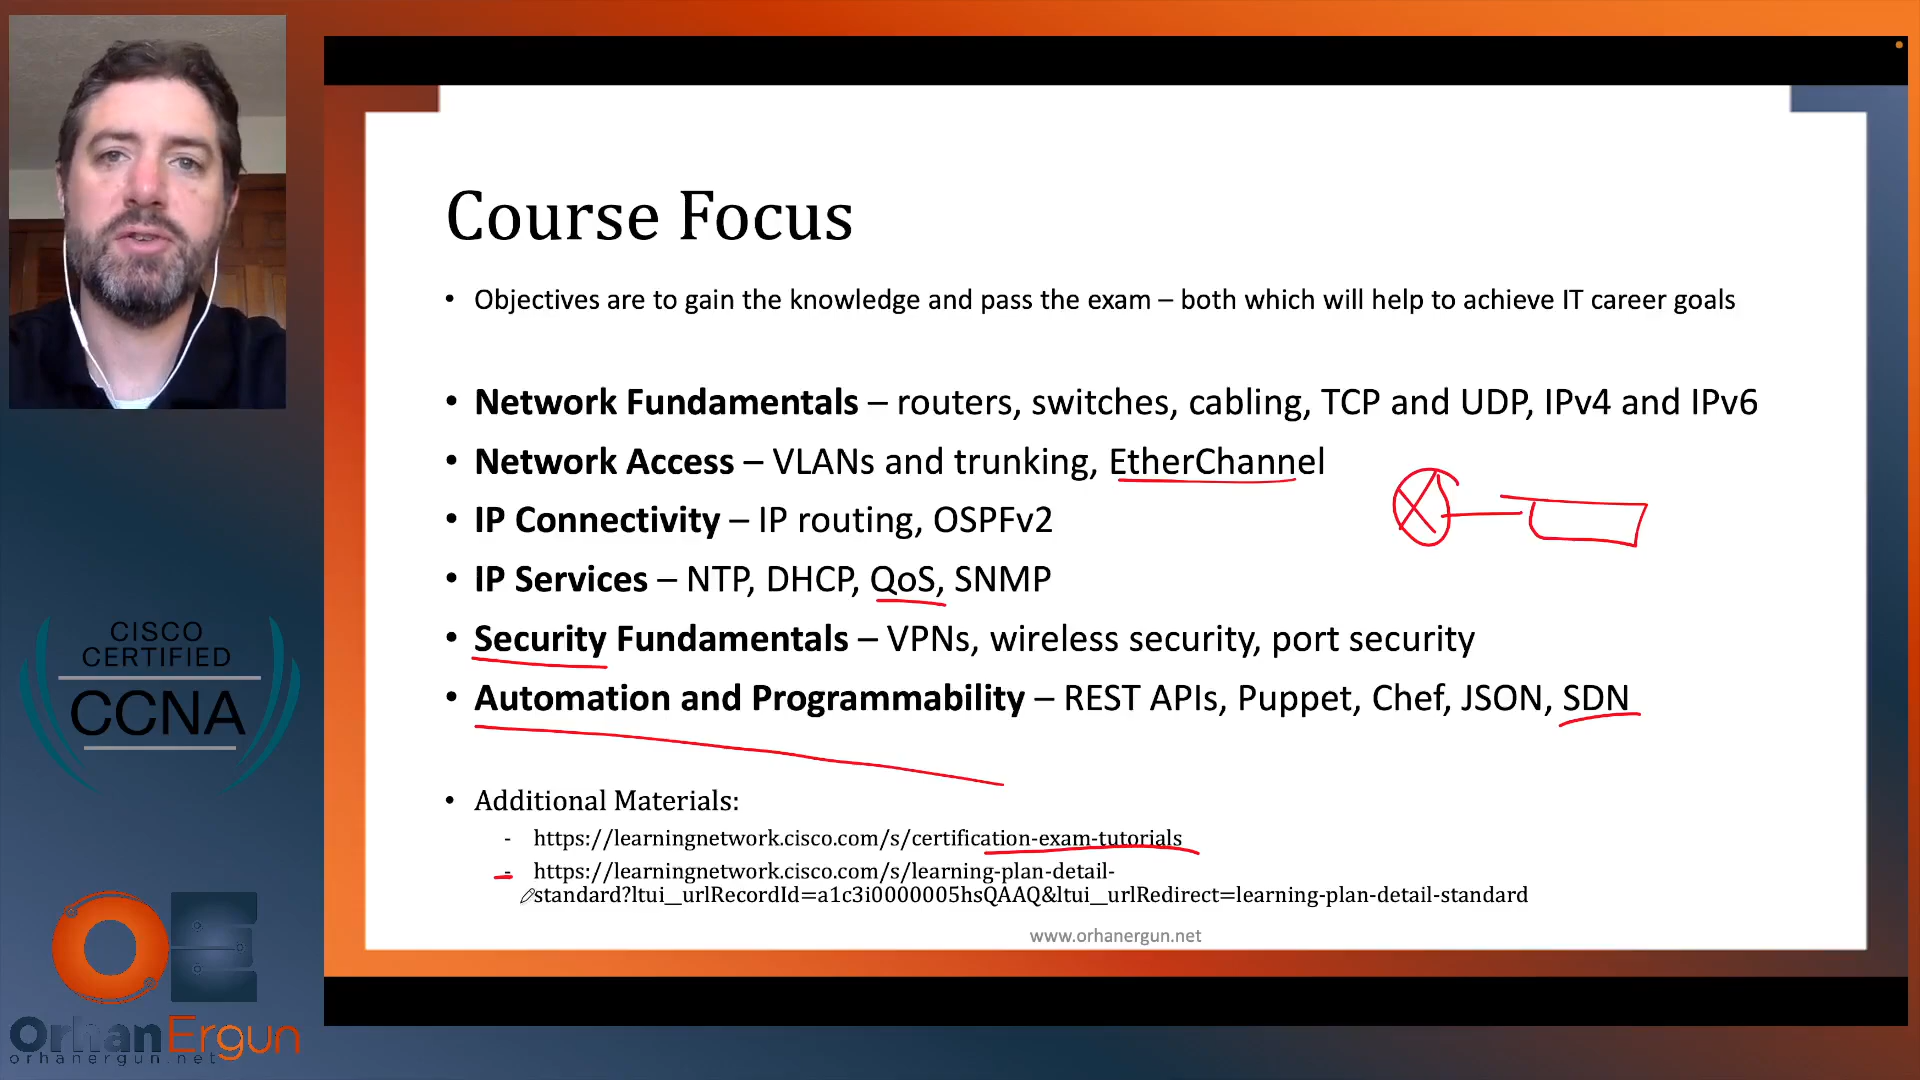 Course Focus
• Objectives are to gain the knowledge and pass the exam – both which will help to achieve IT career goals
• Network Fundamentals – routers, switches, cabling, TCP and UDP, IPv4 and IPv6
• Network Access – VLANs and trunking, EtherChannel
• IP Connectivity – IP routing, OSPFv2
• IP Services – NTP, DHCP, QoS, SNMP
• Security Fundamentals – VPNs, wireless security, port security
• Automation and Programmability – REST APIs, Puppet, Chef, JSON, SDN
• Additional Materials:
- https://learningnetwork.cisco.com/s/certification-exam-tutorials
- https://learningnetwork.cisco.com/s/learning-plan-detail-
standard?ltui__urlRecordId=a1c3i0000005hsQAAQ&ltui__urlRedirect=learning-plan-detail-standard
www.orhanergun.net
CISCO
CERTIFIED
CCNA
OE
OrhanErgun
orhanergun.net